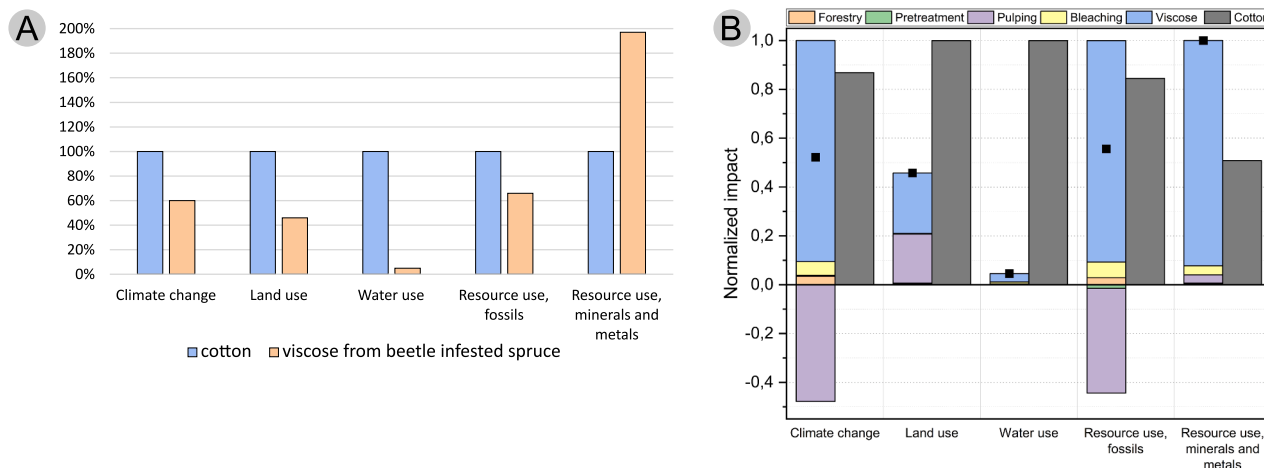 A
200%
180%
160%
140%
120%
100%
80%
60%
40%
20%
0%
Climate change
Land use
Water use
Resource use,
fossils
Resource use,
minerals and
metals
cotton
viscose from beetle infested spruce
B
Forestry
Pretreatment
Pulping
Bleaching
Viscose
Cotton
Normalized impact
1,0
0,8
0,6
0,4
0,2
0,0
-0,2
-0,4
Climate change
Land use
Water use
Resource use,
fossils
Resource use,
minerals and
metals